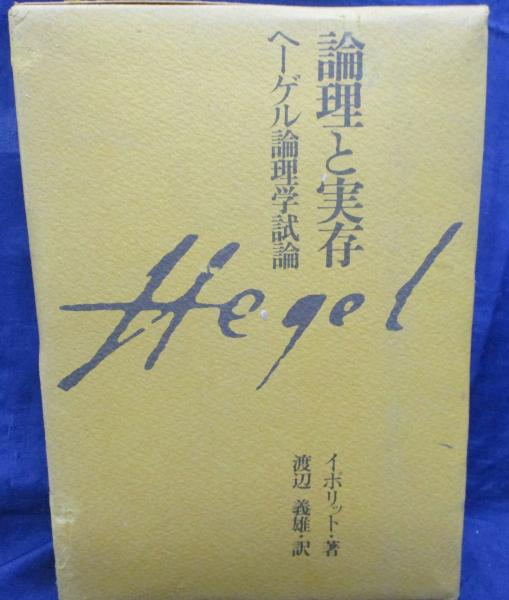 論理と実存
ヘーゲル論理学試論
Hegel
イポリット・著
渡辺 義雄・訳